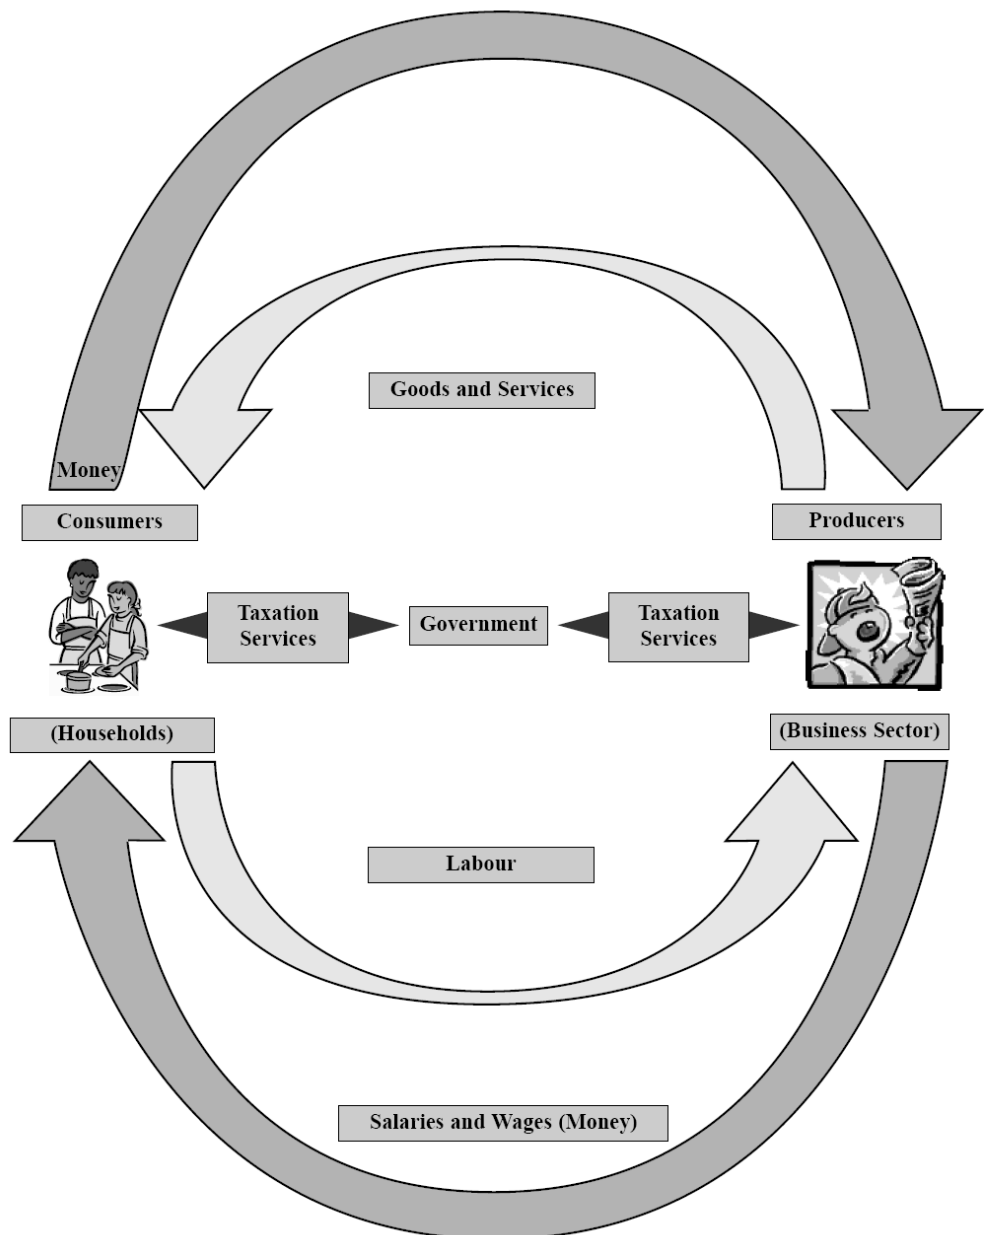 Goods and Services
Money
Consumers
Producers
Taxation
Services
Government
Taxation
Services
(Households)
(Business Sector)
Labour
Salaries and Wages (Money)